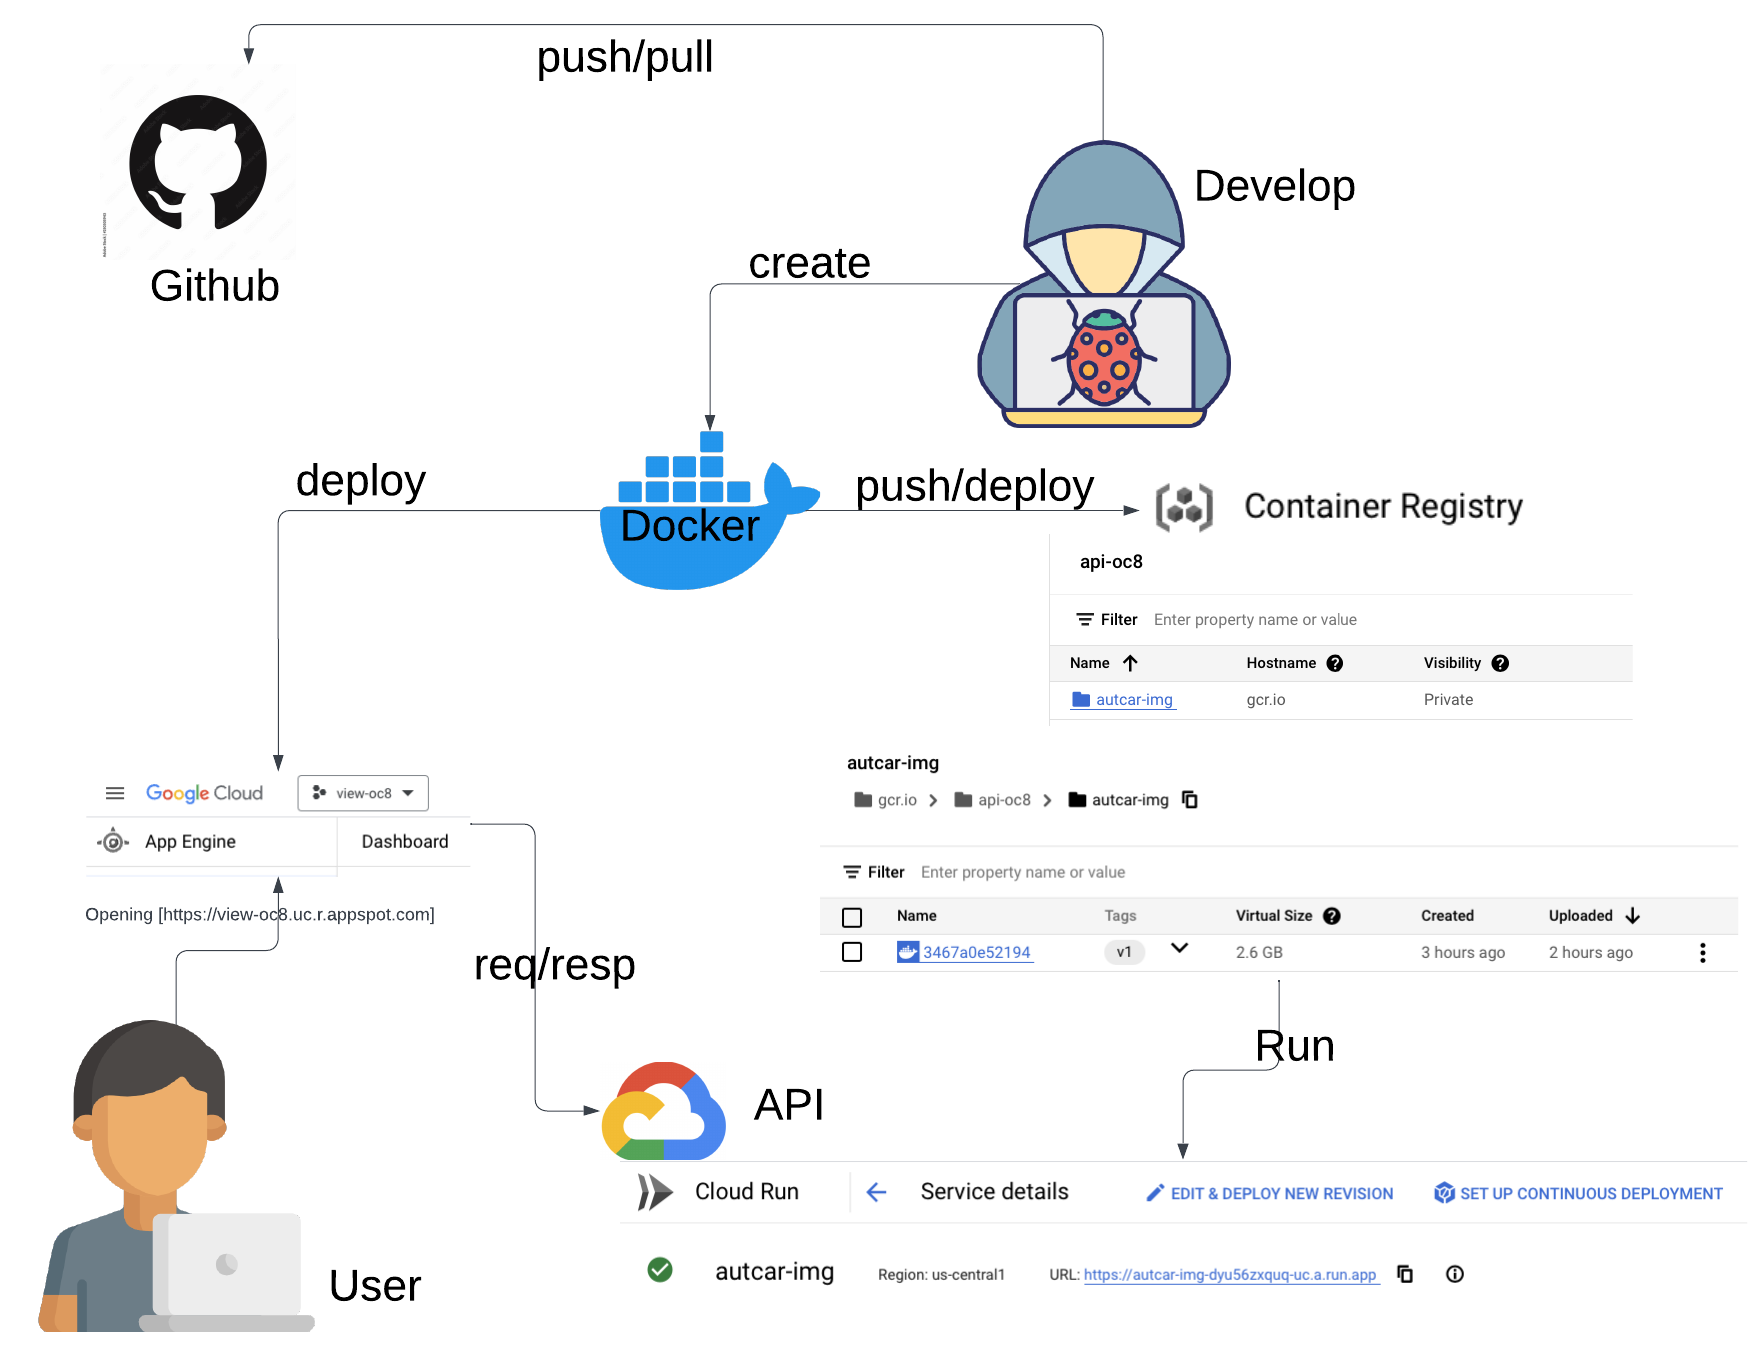 push/pull
Develop
Github
create
deploy
Docker
push/deploy
Container Registry
api-oc8
Filter Enter property name or value
Name Hostname Visibility
autcar-img gcr.io Private
Google Cloud view-oc8
App Engine Dashboard
Opening [https://view-oc8.uc.r.appspot.com]
autcar-img
gcr.io api-oc8 autcar-img
Filter Enter property name or value
Name Tags Virtual Size Created Uploaded
3467a0e52194 v1 2.6 GB 3 hours ago 2 hours ago
req/resp
Run
API
Cloud Run Service details EDIT & DEPLOY NEW REVISION SET UP CONTINUOUS DEPLOYMENT
autcar-img Region: us-central1 URL: https://autcar-img-dyu56zxquq-uc.a.run.app
User